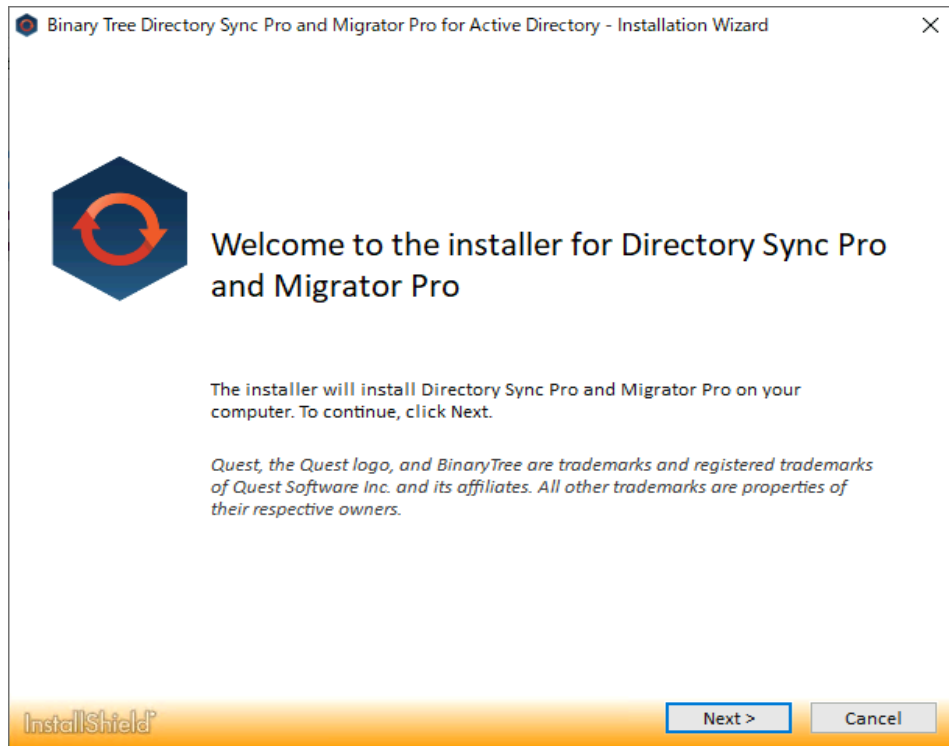 Binary Tree Directory Sync Pro and Migrator Pro for Active Directory - Installation Wizard
Welcome to the installer for Directory Sync Pro
and Migrator Pro
The installer will install Directory Sync Pro and Migrator Pro on your
computer. To continue, click Next.
Quest, the Quest logo, and BinaryTree are trademarks and registered trademarks
of Quest Software Inc. and its affiliates. All other trademarks are properties of
their respective owners.
InstallShield™
Next >
Cancel